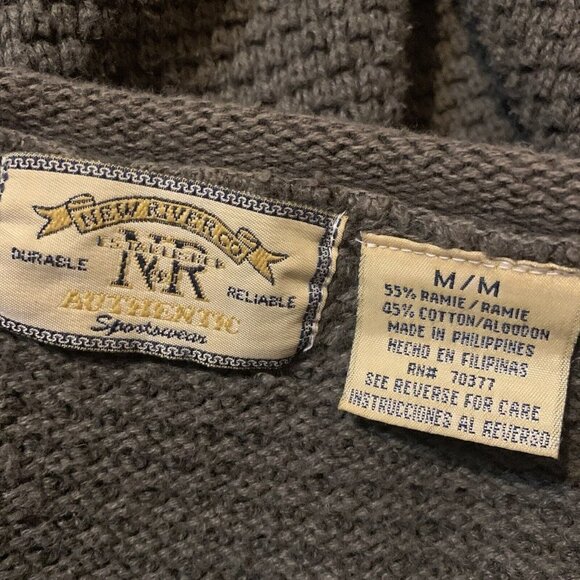 NEW RIVER CO.
ESTABLISHED
DURABLE
NR
RELIABLE
AUTHENTIC
Sportswear
M/M
55% RAMIE/RAMIE
45% COTTON/ALGODON
MADE IN PHILIPPINES
HECHO EN FILIPINAS
RN# 70377
SEE REVERSE FOR CARE
INSTRUCCIONES AL REVERSO